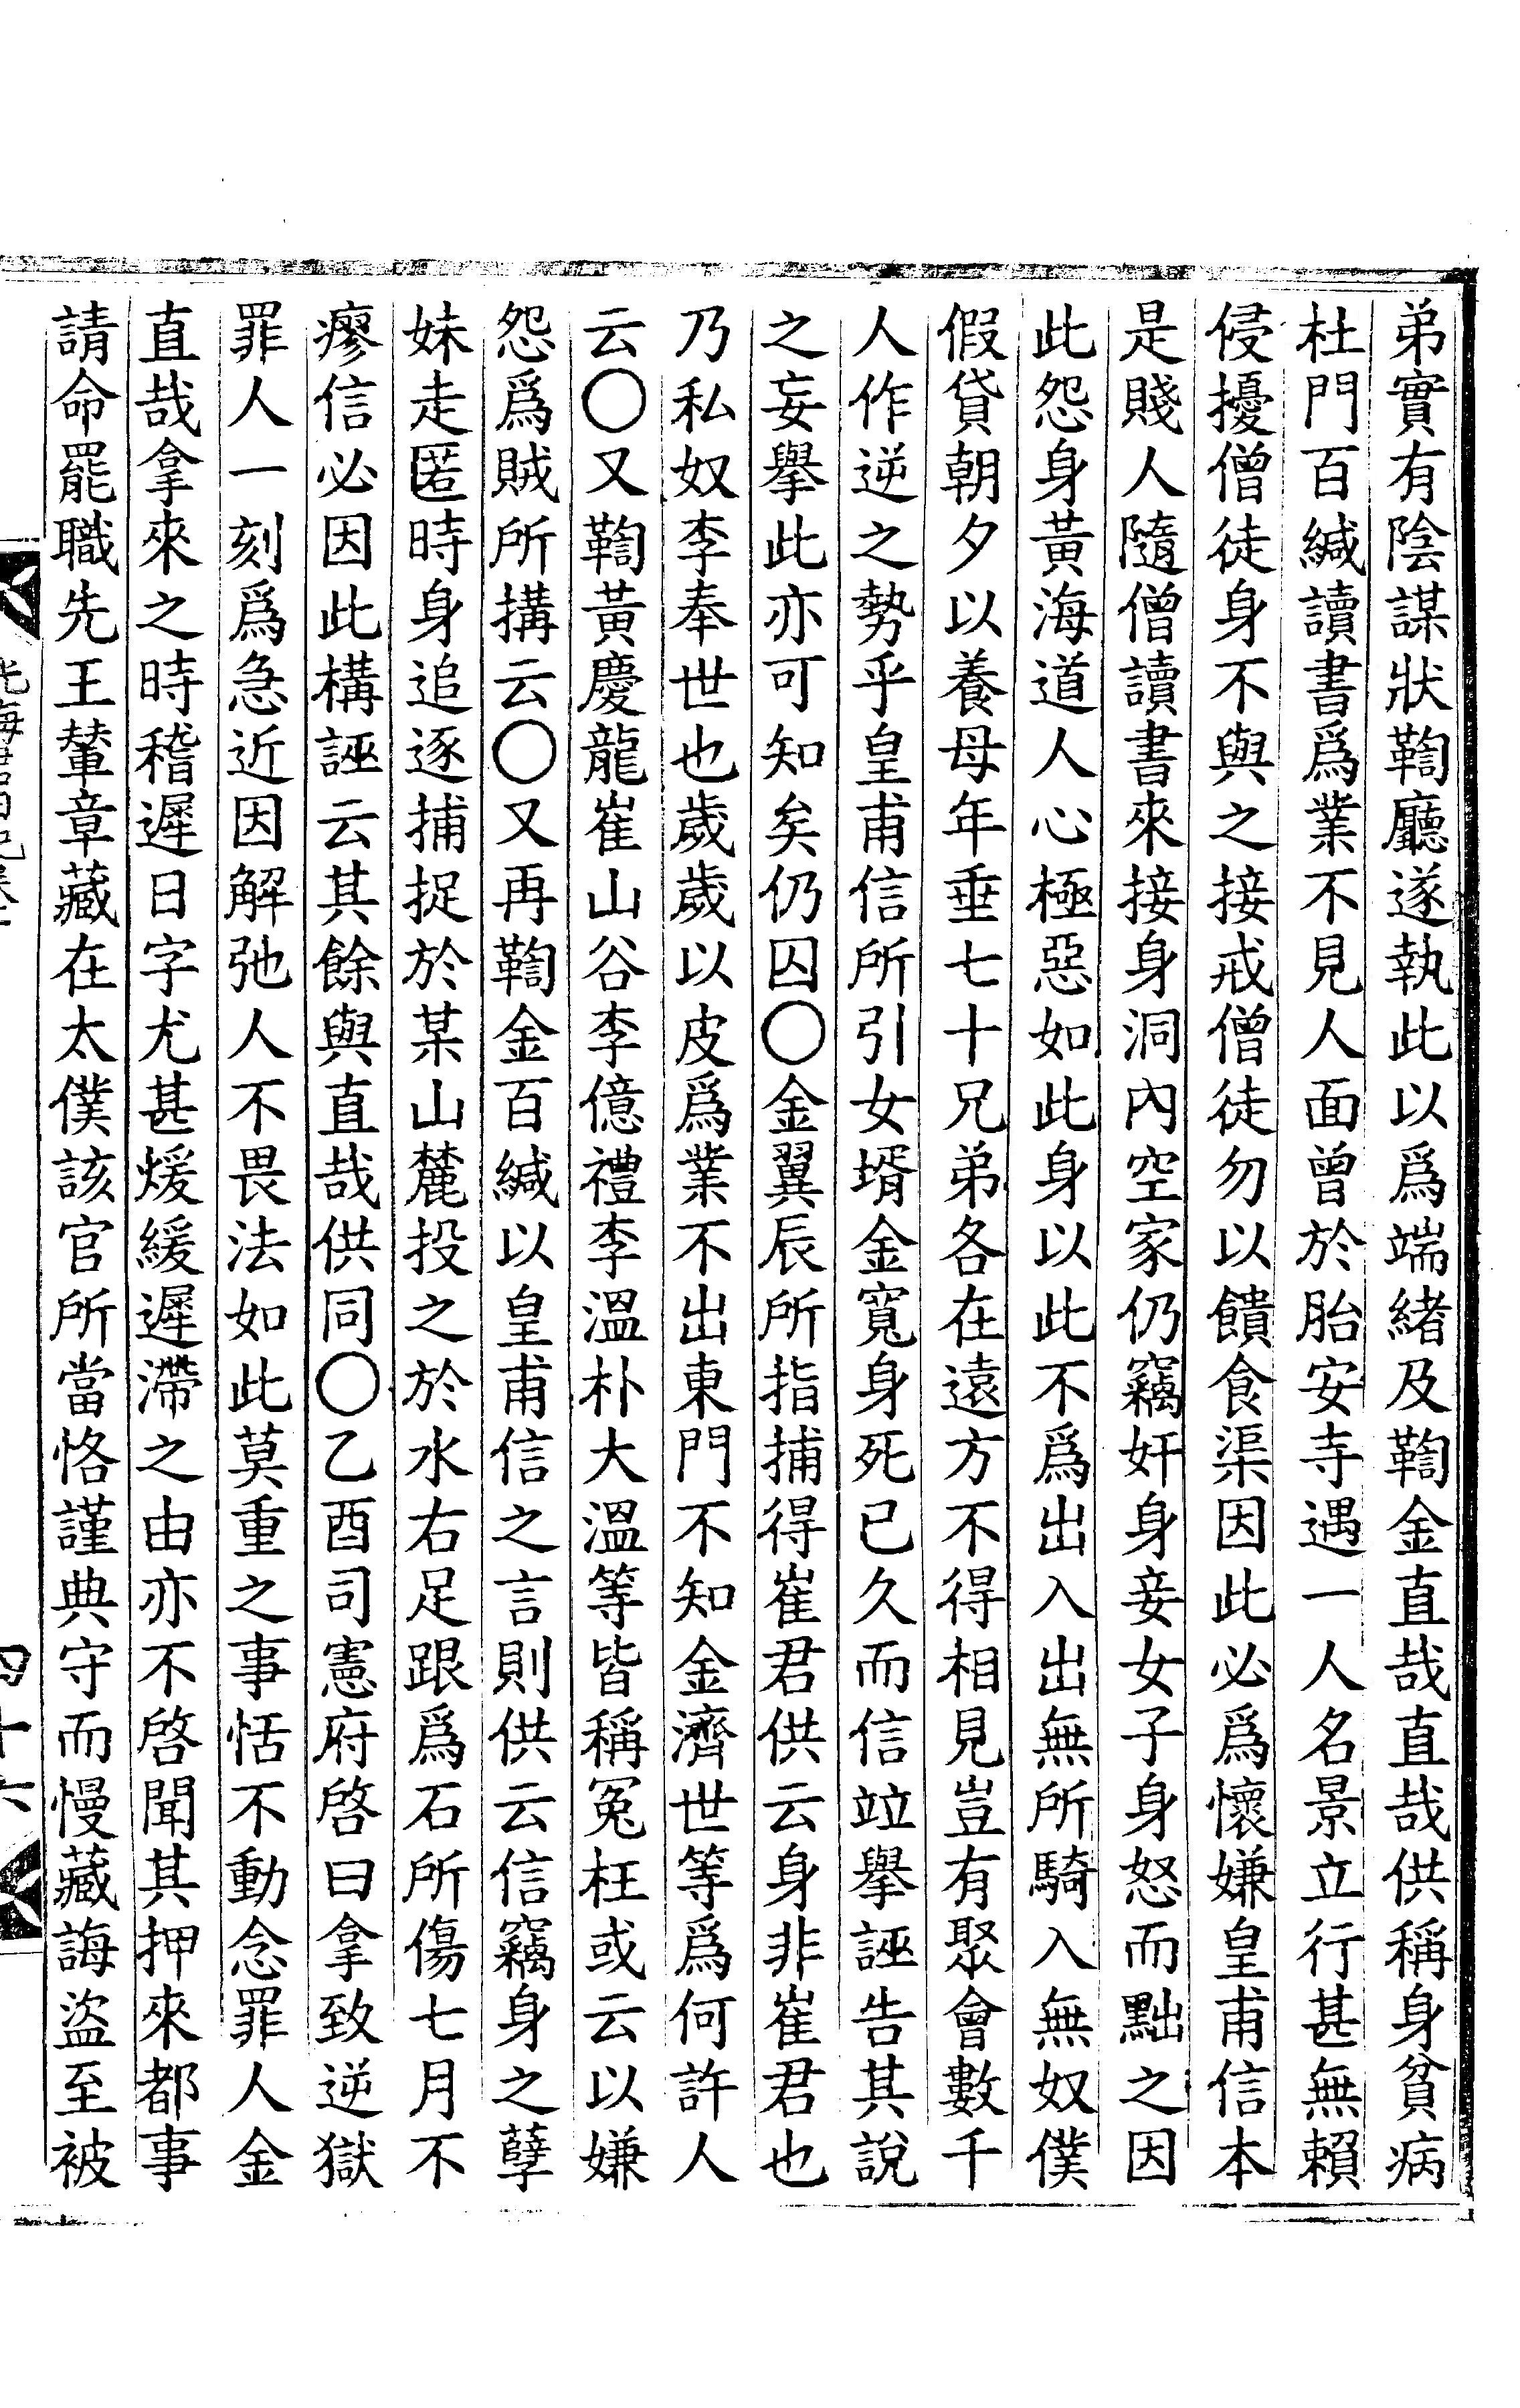 弟實有陰謀狀鞫廳遂執此以爲端緖及鞫金直哉直哉供稱身貧病
杜門百緘讀書爲業不見人面曾於胎安寺遇一人名景立行甚無賴
侵擾僧徒身不與之接戒僧徒勿以饋食渠因此必爲懷嫌皇甫信本
是賤人隨僧讀書來接身洞內空家仍竊奸身妾女子身怒而黜之因
此怨身黃海道人心極惡如此身以此不爲出入出無所騎入無奴僕
假貸朝夕以養母年垂七十兄弟各在遠方不得相見豈有聚會數千
人作逆之勢乎皇甫信所引女壻金寬身死已久而信竝擧誣告其說
之妄擧此亦可知矣仍囚○金翼辰所指捕得崔君供云身非崔君也
乃私奴李奉世也歲歲以皮爲業不出東門不知金濟世等爲何許人
云○又鞫黃慶龍崔山谷李億禮李溫朴大溫等皆稱冤枉或云以嫌
怨爲賊所搆云○又再鞫金百緘以皇甫信之言則供云信竊身之孼
妹走匿時身追逐捕捉於某山麓投之於水右足跟爲石所傷七月不
瘳信必因此構誣云其餘與直哉供同○乙酉司憲府啓曰拿致逆獄
罪人一刻爲急近因解弛人不畏法如此莫重之事恬不動念罪人金
直哉拿來之時稽遲日字尤甚煖緩遲滯之由亦不啓聞其押來都事
請命罷職先王輦章藏在太僕該官所當恪謹典守而慢藏誨盜至被
四十六